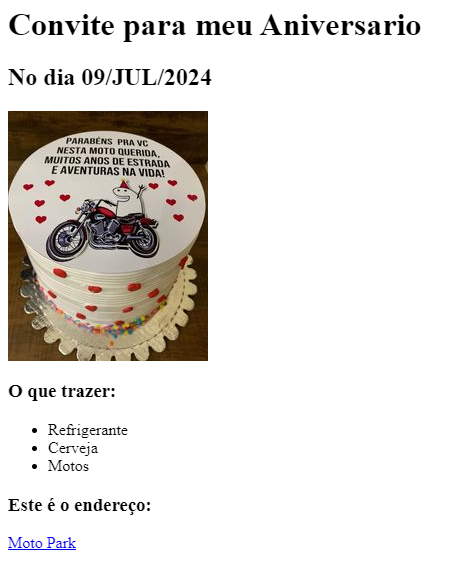 Convite para meu Aniversario
No dia 09/JUL/2024
PARABÉNS PRA VC
NESTA MOTO QUERIDA,
MUITOS ANOS DE ESTRADA
E AVENTURAS NA VIDA!
O que trazer:
Refrigerante
Cerveja
Motos
Este é o endereço:
Moto Park